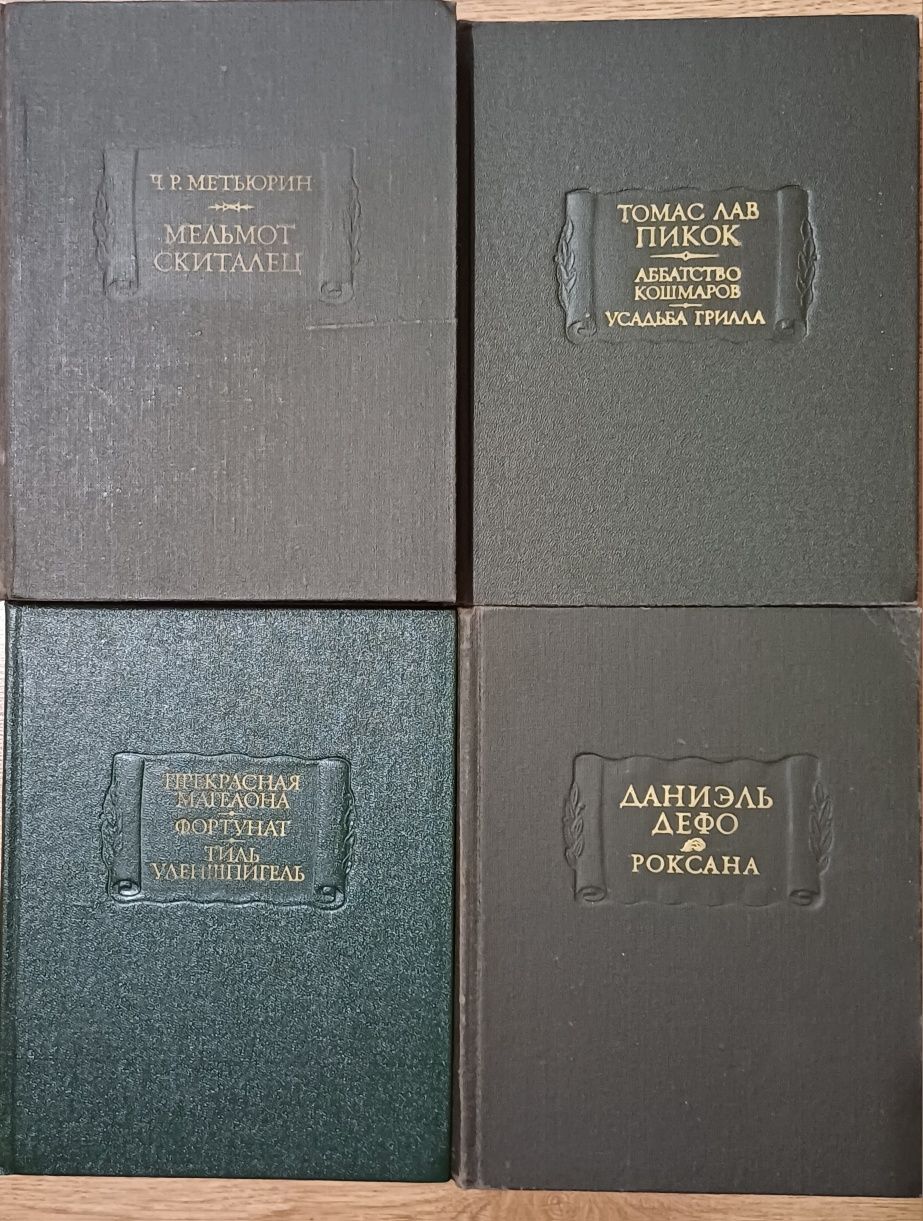 Ч. Р. МЕТЬЮРИН
МЕЛЬМОТ
СКИТАЛЕЦ
ТОМАС ЛАВ
ПИКОК
АББАТСТВО
КОШМАРОВ
УСАДЬБА ГРИЛЛА
ПРЕКРАСНАЯ
МАГЕЛОНА
ФОРТУНАТ
ТИЛЬ
УЛЕНШПИГЕЛЬ
ДАНИЭЛЬ
ДЕФО
РОКСАНА